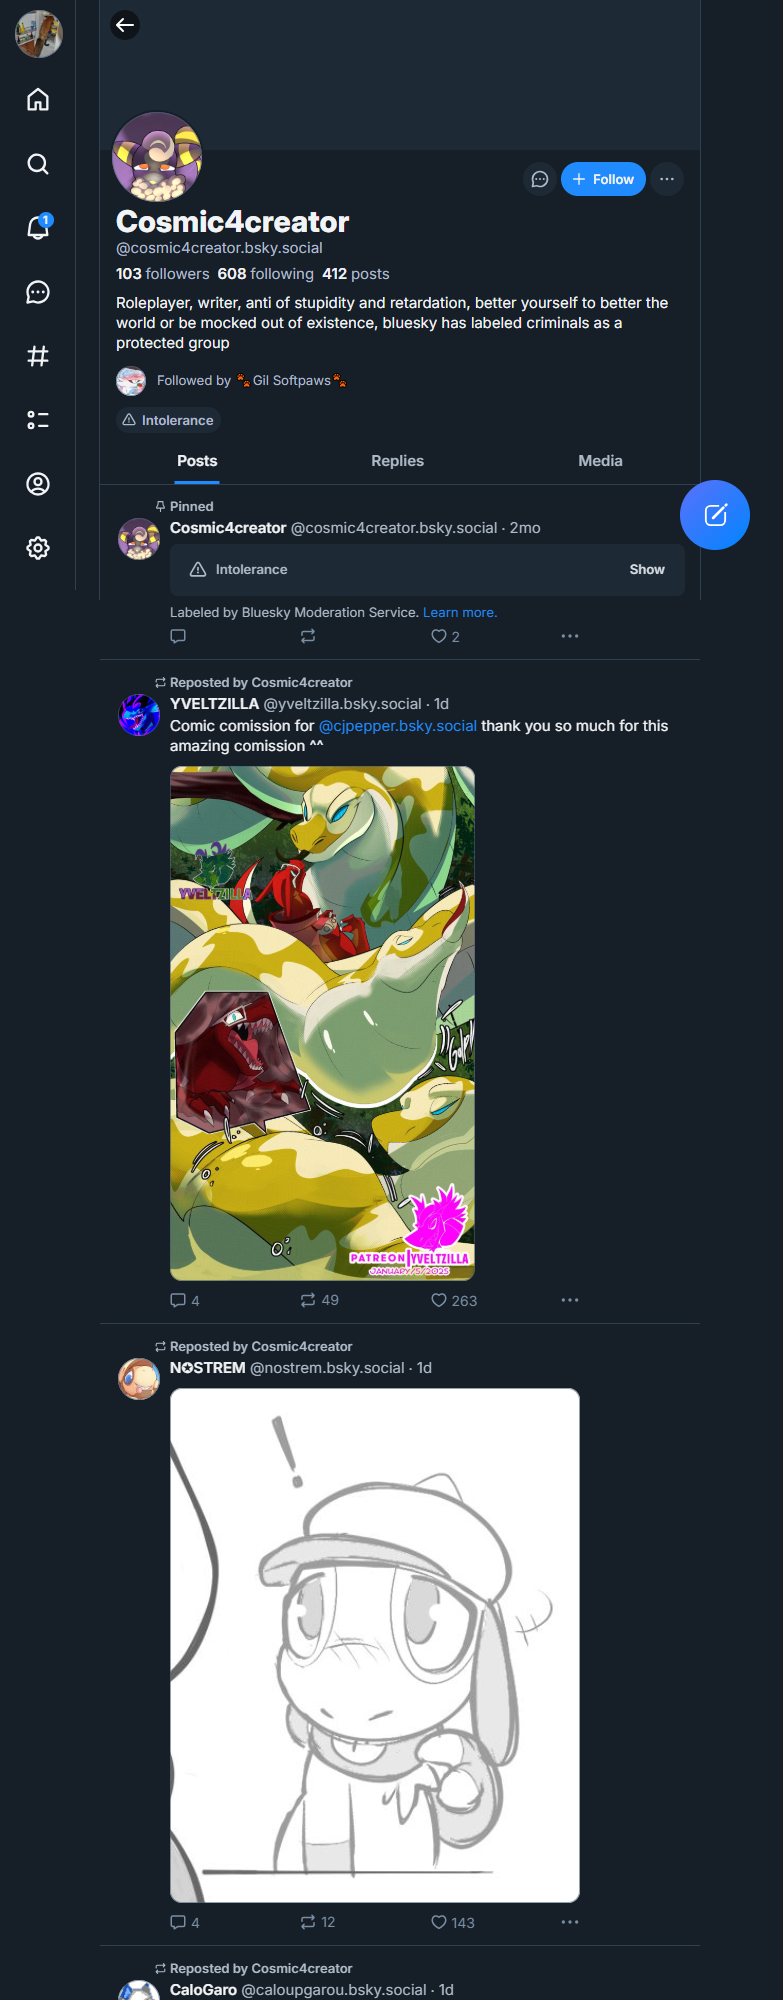 1
Follow
Cosmic4creator
@cosmic4creator.bsky.social
103 followers 608 following 412 posts
Roleplayer, writer, anti of stupidity and retardation, better yourself to better the
world or be mocked out of existence, bluesky has labeled criminals as a
protected group
Followed by 🐾Gil Softpaws🐾
Intolerance
Posts Replies Media
Pinned
Cosmic4creator @cosmic4creator.bsky.social · 2mo
Intolerance Show
Labeled by Bluesky Moderation Service. Learn more.
2
Reposted by Cosmic4creator
YVELTZILLA @yveltzilla.bsky.social · 1d
Comic comission for @cjpepper.bsky.social thank you so much for this
amazing comission ^^
YVELTZILLA
PATREON|YVELTZILLA
JANUARY/5/2025
4 49 263
Reposted by Cosmic4creator
N✪STREM @nostrem.bsky.social · 1d
!
4 12 143
Reposted by Cosmic4creator
CaloGaro @caloupgarou.bsky.social · 1d